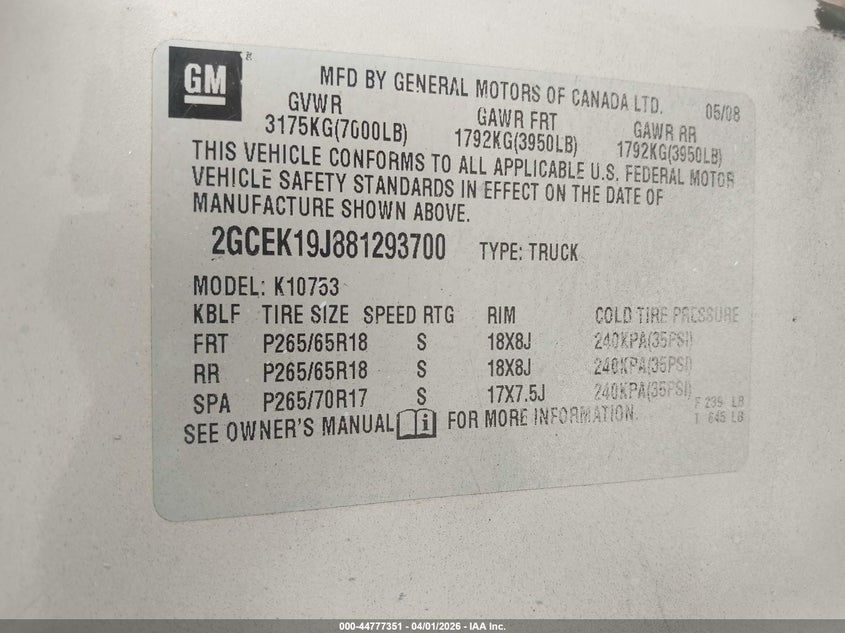 GM
MFD BY GENERAL MOTORS OF CANADA LTD. 05/08
GVWR GAWR FRT GAWR RR
3175KG(7000LB) 1792KG(3950LB) 1792KG(3950LB)
THIS VEHICLE CONFORMS TO ALL APPLICABLE U.S. FEDERAL MOTOR
VEHICLE SAFETY STANDARDS IN EFFECT ON THE DATE OF
MANUFACTURE SHOWN ABOVE.
2GCEK19J881293700 TYPE: TRUCK
MODEL: K10753
KBLF TIRE SIZE SPEED RTG RIM COLD TIRE PRESSURE
FRT P265/65R18 S 18X8J 240KPA(35PSI)
RR P265/65R18 S 18X8J 240KPA(35PSI)
SPA P265/70R17 S 17X7.5J 240KPA(35PSI)
F 239 LB
T 645 LB
SEE OWNER'S MANUAL i FOR MORE INFORMATION.
000-44777351 - 04/01/2026 - IAA Inc.